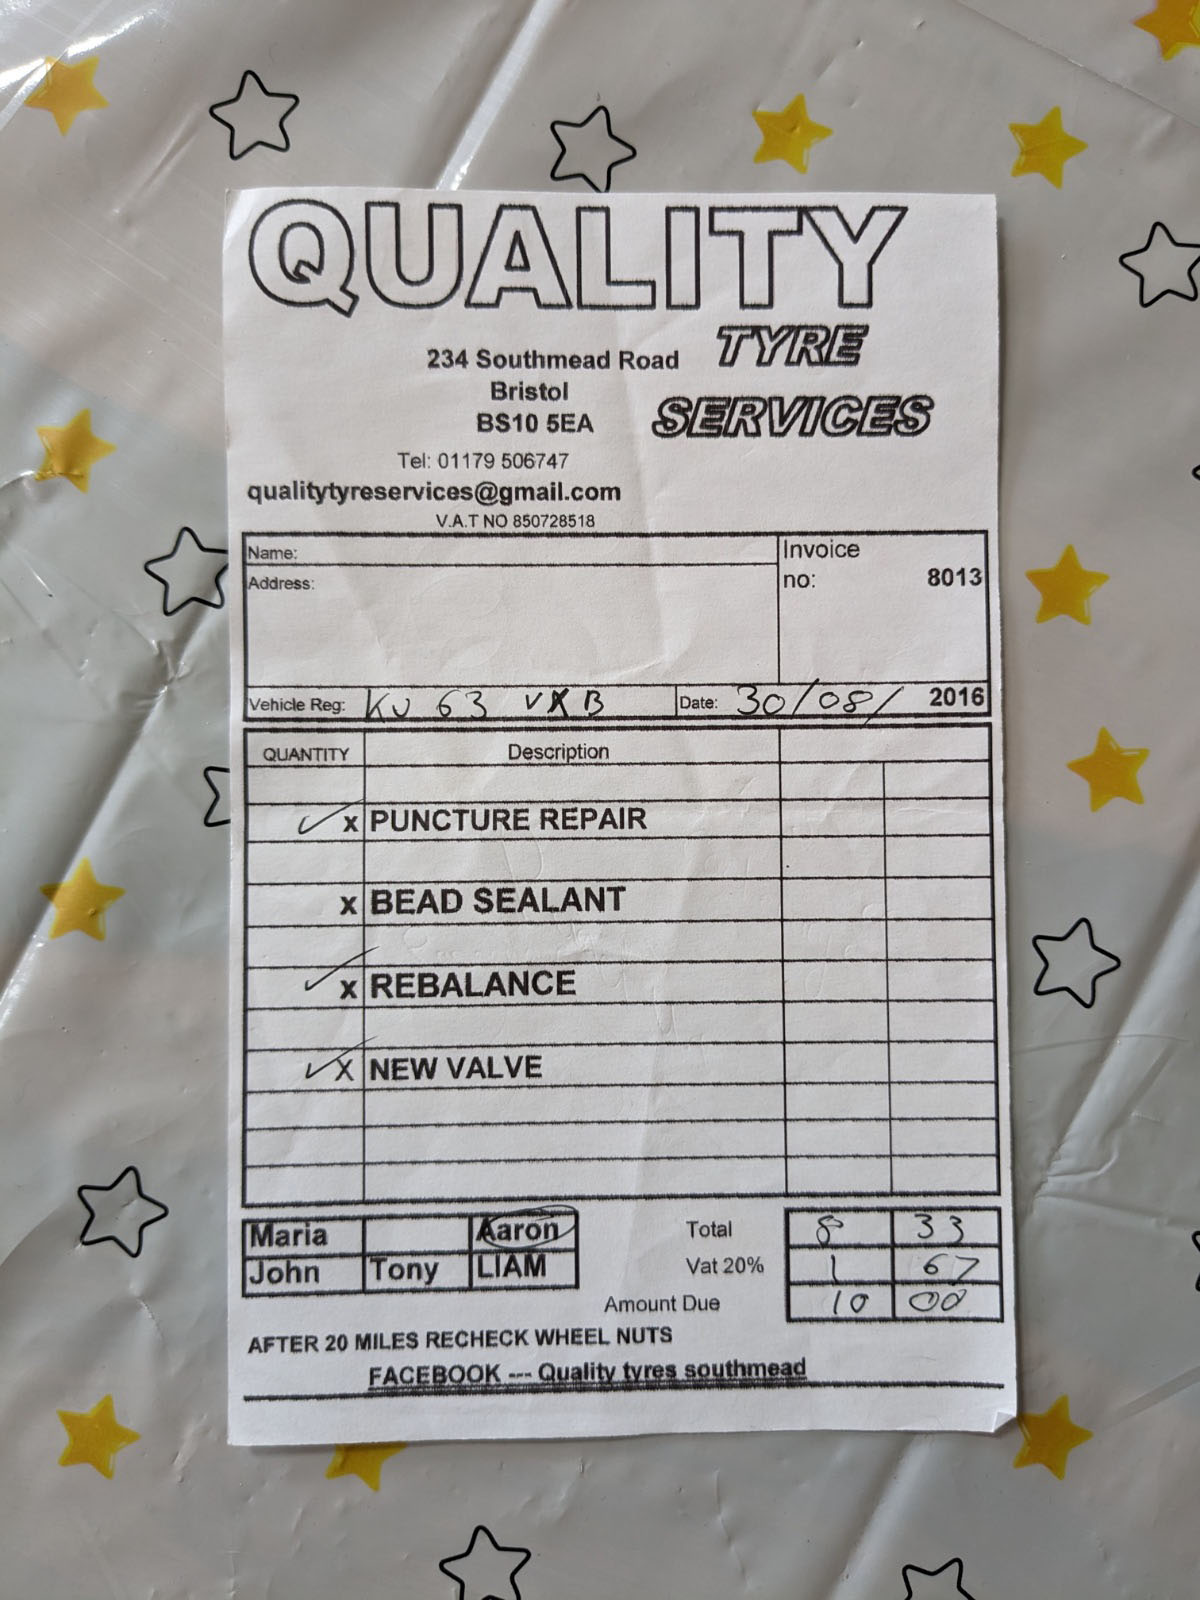 QUALITY
TYRE
SERVICES
234 Southmead Road
Bristol
BS10 5EA
Tel: 01179 506747
qualitytyreservices@gmail.com
V.A.T NO 850728518
Name:
Invoice
no: 8013
Address:
Vehicle Reg: KV 63 VXB Date: 30/08/ 2016
QUANTITY Description
✓ x PUNCTURE REPAIR
x BEAD SEALANT
✓ x REBALANCE
✓ X NEW VALVE
Maria Aaron
John Tony LIAM
Total 8 33
Vat 20% 1 67
Amount Due 10 00
AFTER 20 MILES RECHECK WHEEL NUTS
FACEBOOK --- Quality tyres southmead